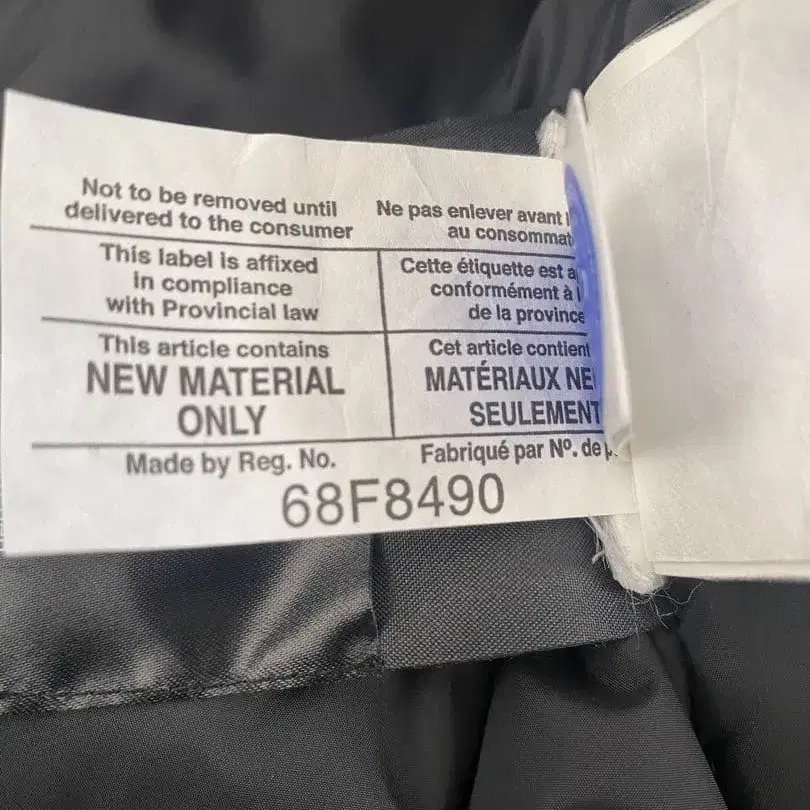 Not to be removed until
delivered to the consumer
Ne pas enlever avant
au consommat
This label is affixed
in compliance
with Provincial law
Cette étiquette est a
conformément à
de la province
This article contains
NEW MATERIAL
ONLY
Cet article contient
MATÉRIAUX NE
SEULEMENT
Made by Reg. No.
Fabriqué par Nº. de p
68F8490